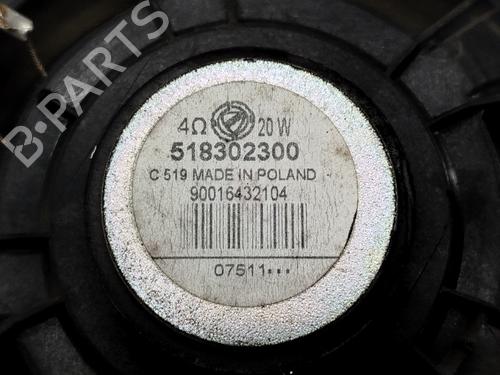 B-PARTS
4Ω 20 W
518302300
C 519 MADE IN POLAND -
90016432104
07511•••